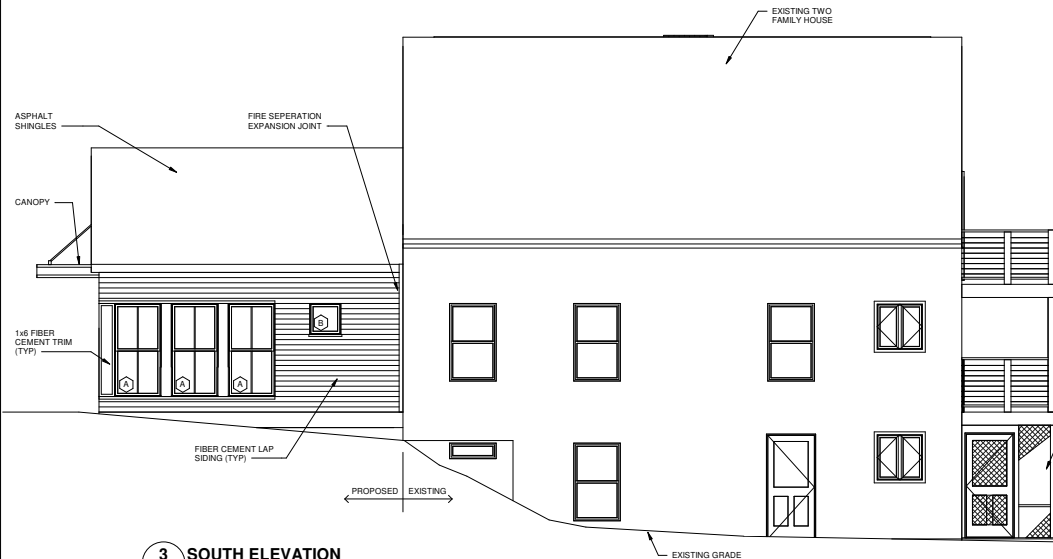 EXISTING TWO
FAMILY HOUSE
ASPHALT
SHINGLES
FIRE SEPERATION
EXPANSION JOINT
CANOPY
1x6 FIBER
CEMENT TRIM
(TYP)
B
A
A
A
FIBER CEMENT LAP
SIDING (TYP)
PROPOSED
EXISTING
3 SOUTH ELEVATION
EXISTING GRADE